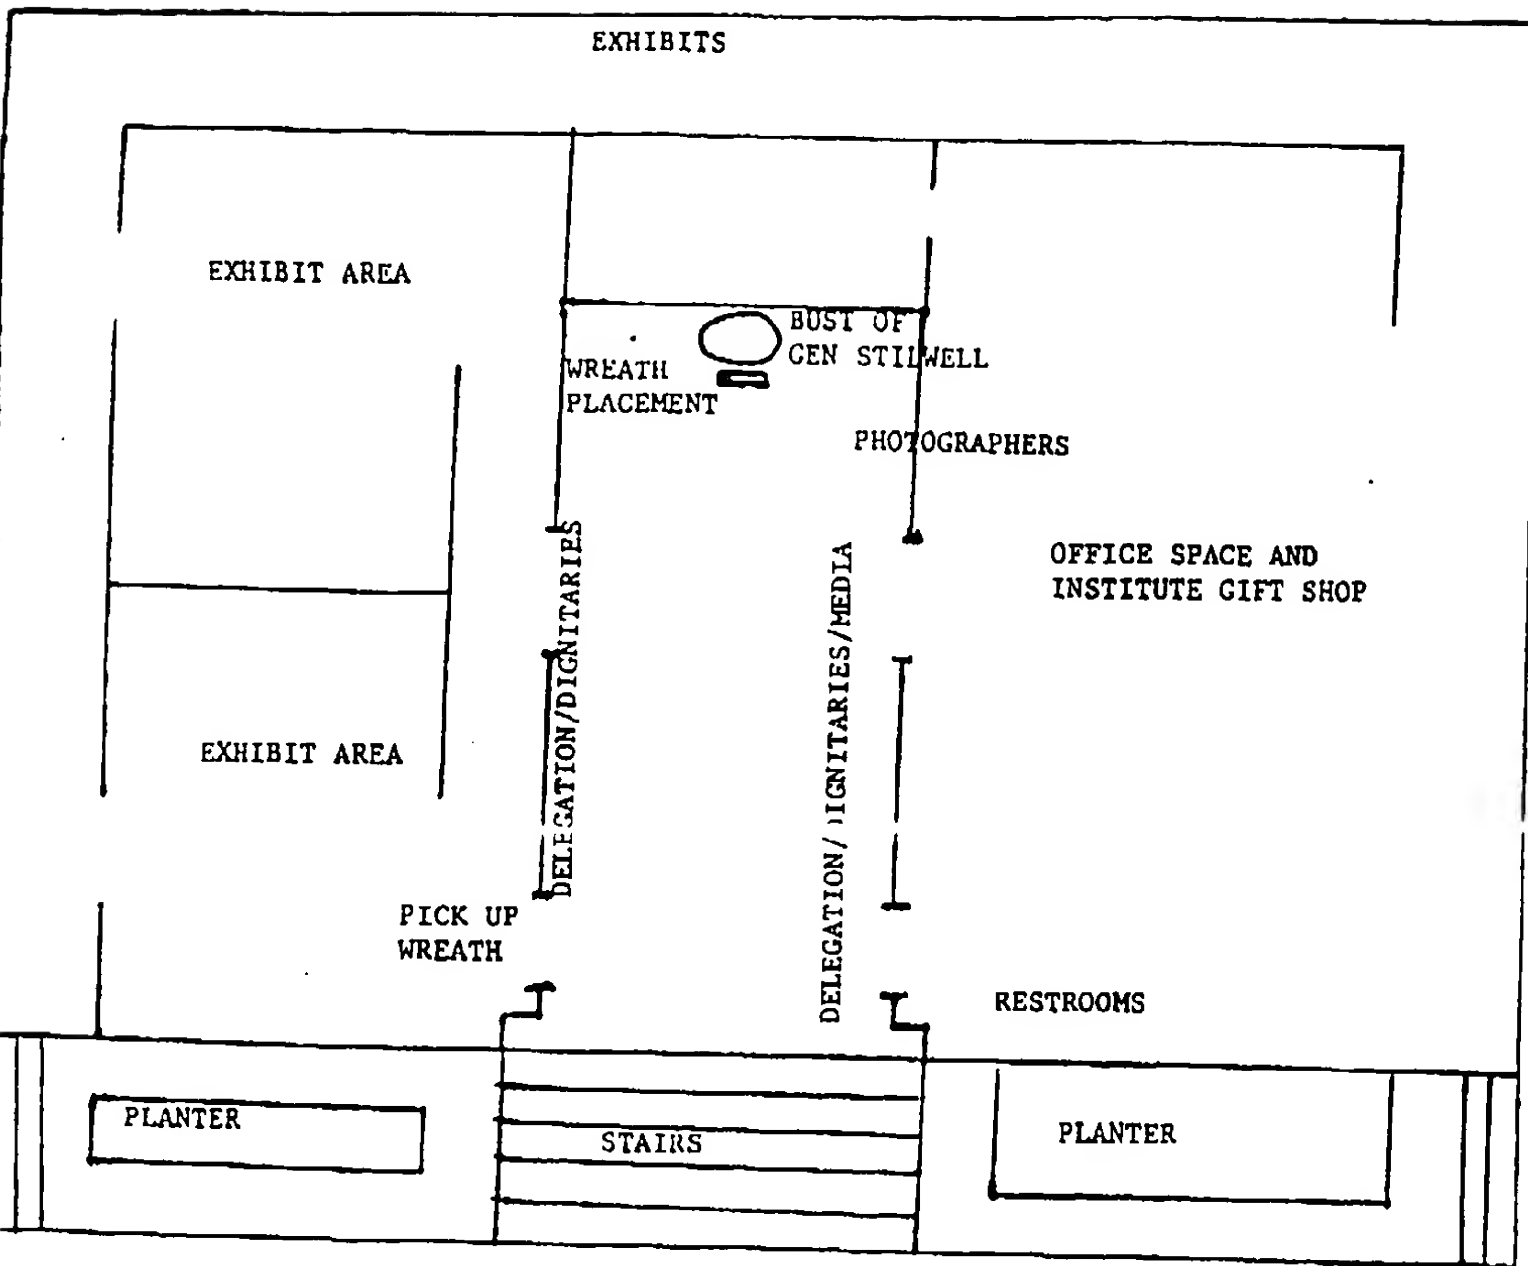 EXHIBITS
EXHIBIT AREA
BUST OF
GEN STILWELL
WREATH
PLACEMENT
PHOTOGRAPHERS
DELEGATION/DIGNITARIES
DELEGATION/DIGNITARIES/MEDIA
OFFICE SPACE AND
INSTITUTE GIFT SHOP
EXHIBIT AREA
PICK UP
WREATH
RESTROOMS
PLANTER
STAIRS
PLANTER